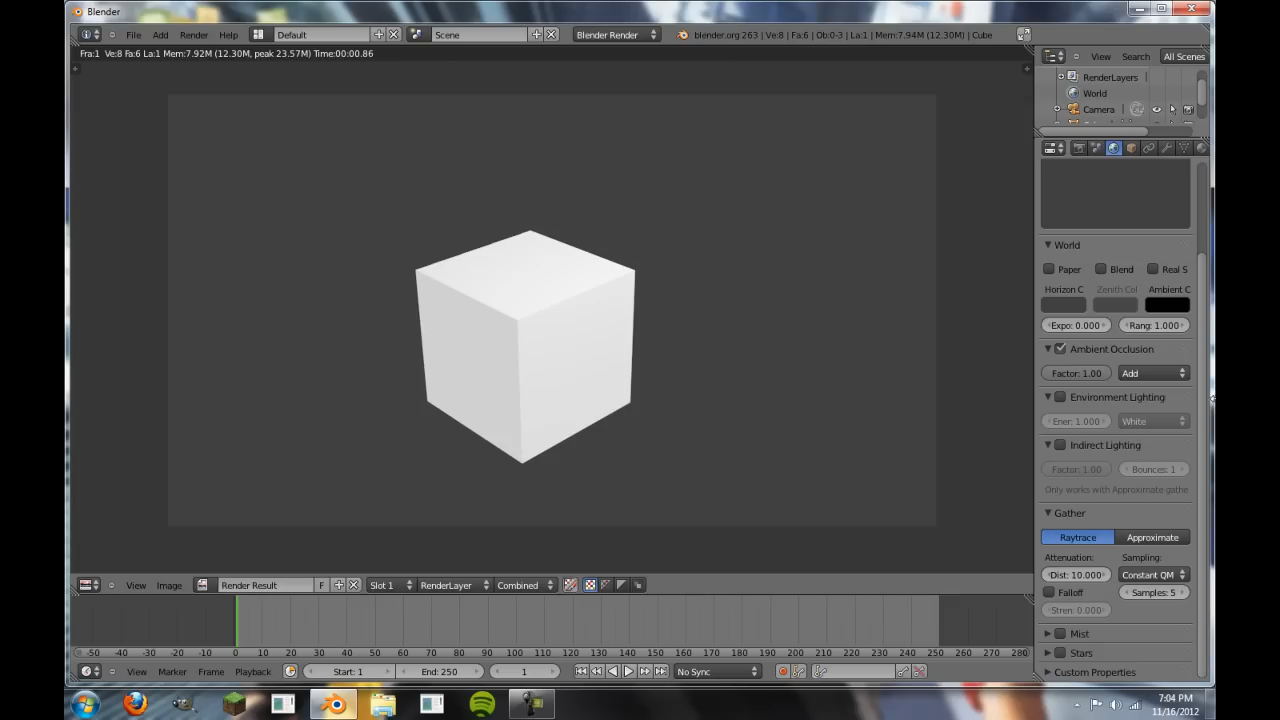 Blender
File Add Render Help Default Scene Blender Render blender.org 263 | Ve:8 | Fa:6 | Ob:0-3 | La:1 | Mem:7.94M (12.30M) | Cube
Fra:1 Ve:8 Fa:6 La:1 Mem:7.92M (12.30M, peak 23.57M) Time:00:00.86
View Search All Scenes
RenderLayers
World
Camera
World
Paper Blend Real S
Horizon C Zenith Col Ambient C
Expo: 0.000 Rang: 1.000
Ambient Occlusion
Factor: 1.00 Add
Environment Lighting
Ener: 1.000 White
Indirect Lighting
Factor: 1.00 Bounces: 1
Only works with Approximate gathe
Gather
Raytrace Approximate
Attenuation: Sampling:
Dist: 10.000 Constant QM
Falloff Samples: 5
Stren: 0.000
Mist
Stars
Custom Properties
View Image Render Result F Slot 1 RenderLayer Combined
-50 -40 -30 -20 -10 0 10 20 30 40 50 60 70 80 90 100 110 120 130 140 150 160 170 180 190 200 210 220 230 240 250 260 270 280
View Marker Frame Playback Start: 1 End: 250 1 No Sync
7:04 PM
11/16/2012